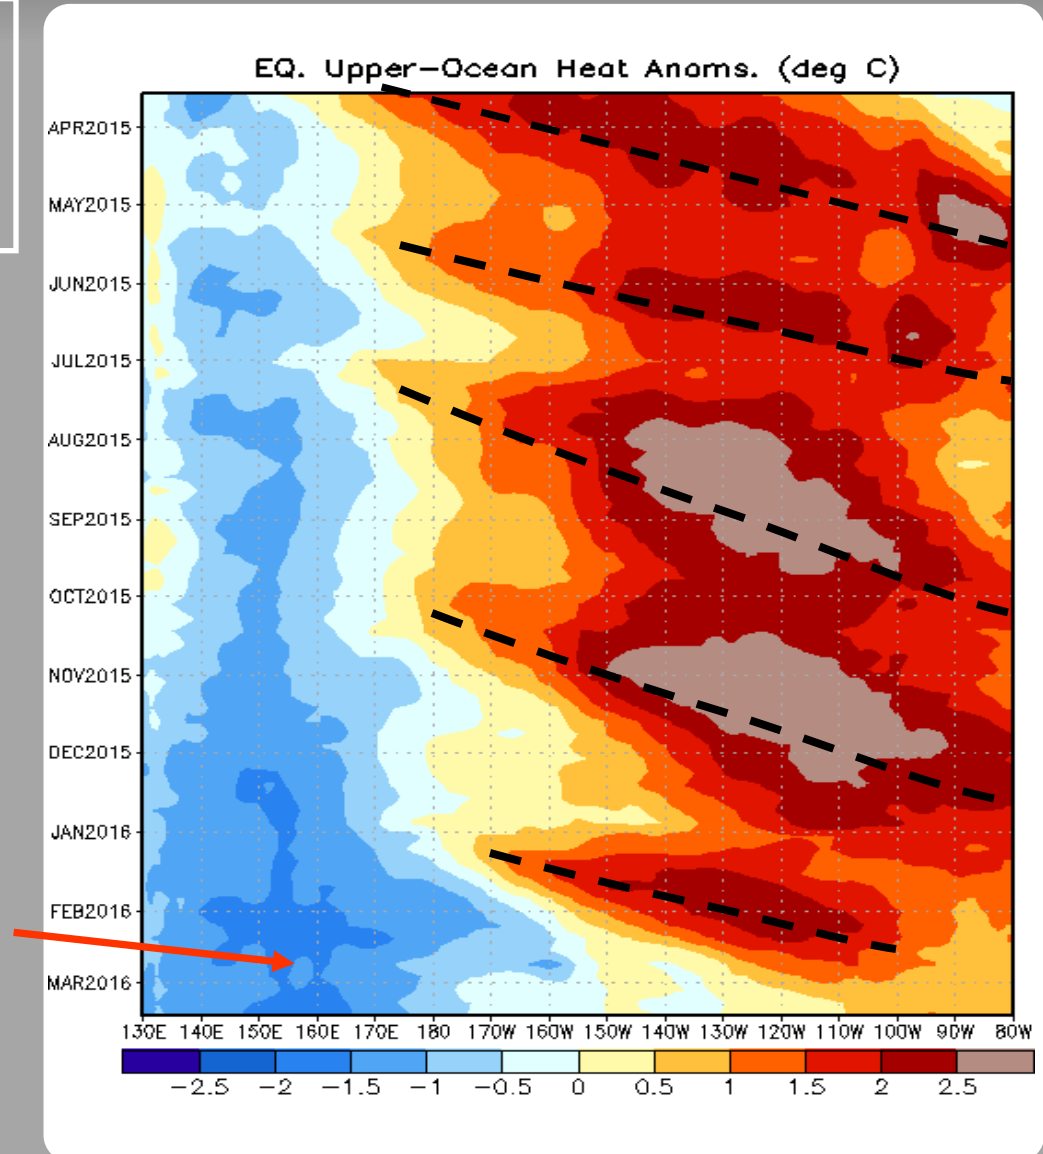 EQ. Upper-Ocean Heat Anoms. (deg C)
APR2015
MAY2015
JUN2015
JUL2015
AUG2015
SEP2015
OCT2015
NOV2015
DEC2015
JAN2016
FEB2016
MAR2016
130E 140E 150E 160E 170E 180 170W 160W 150W 140W 130W 120W 110W 100W 90W 80W
−2.5 −2 −1.5 −1 −0.5 0 0.5 1 1.5 2 2.5